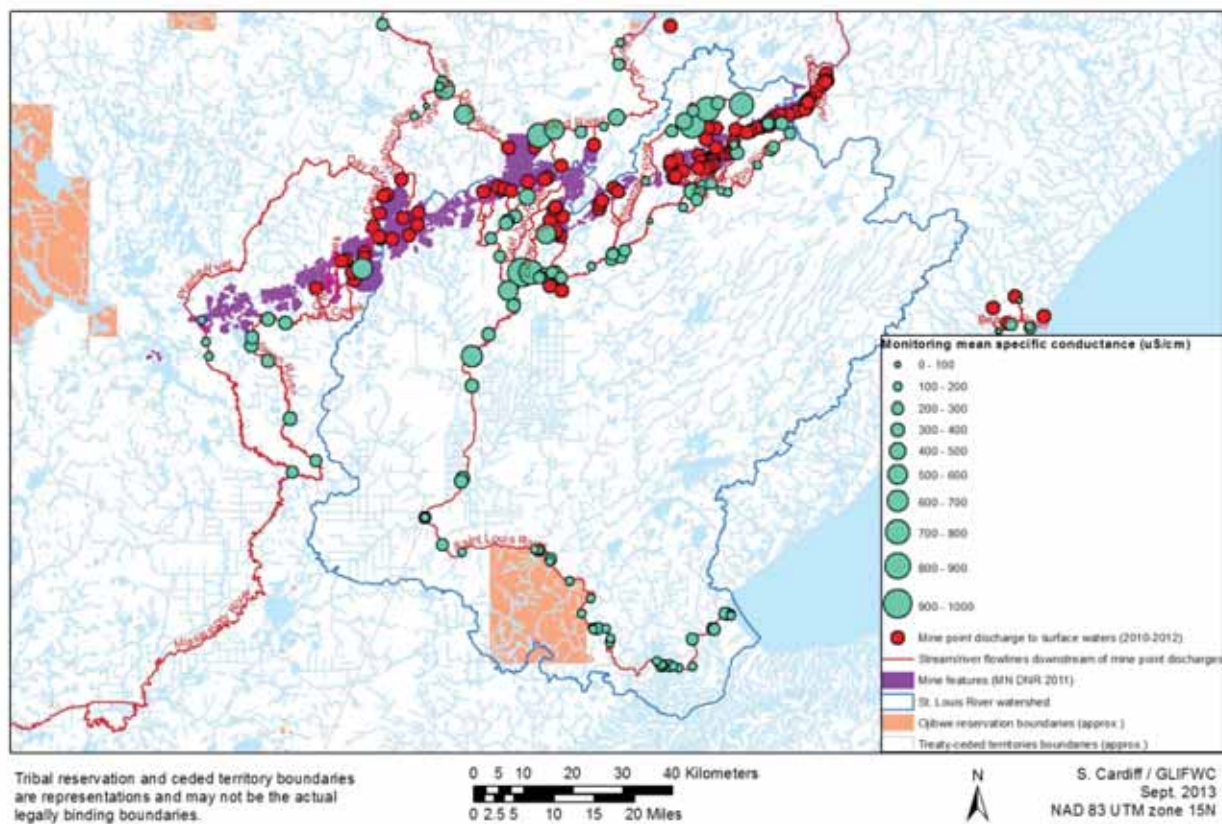 Saint Louis River
Mississippi River
Monitoring mean specific conductance (uS/cm)
0 - 100
100 - 200
200 - 300
300 - 400
400 - 500
500 - 600
600 - 700
700 - 800
800 - 900
900 - 1000
Mine point discharge to surface waters (2010-2012)
Stream/river flowlines downstream of mine point discharges
Mine features (MN DNR 2011)
St. Louis River watershed
Ojibwe reservation boundaries (approx.)
Treaty-ceded territories boundaries (approx.)
Tribal reservation and ceded territory boundaries
are representations and may not be the actual
legally binding boundaries.
0 5 10 20 30 40 Kilometers
0 2.5 5 10 15 20 Miles
N
S. Cardiff / GLIFWC
Sept. 2013
NAD 83 UTM zone 15N